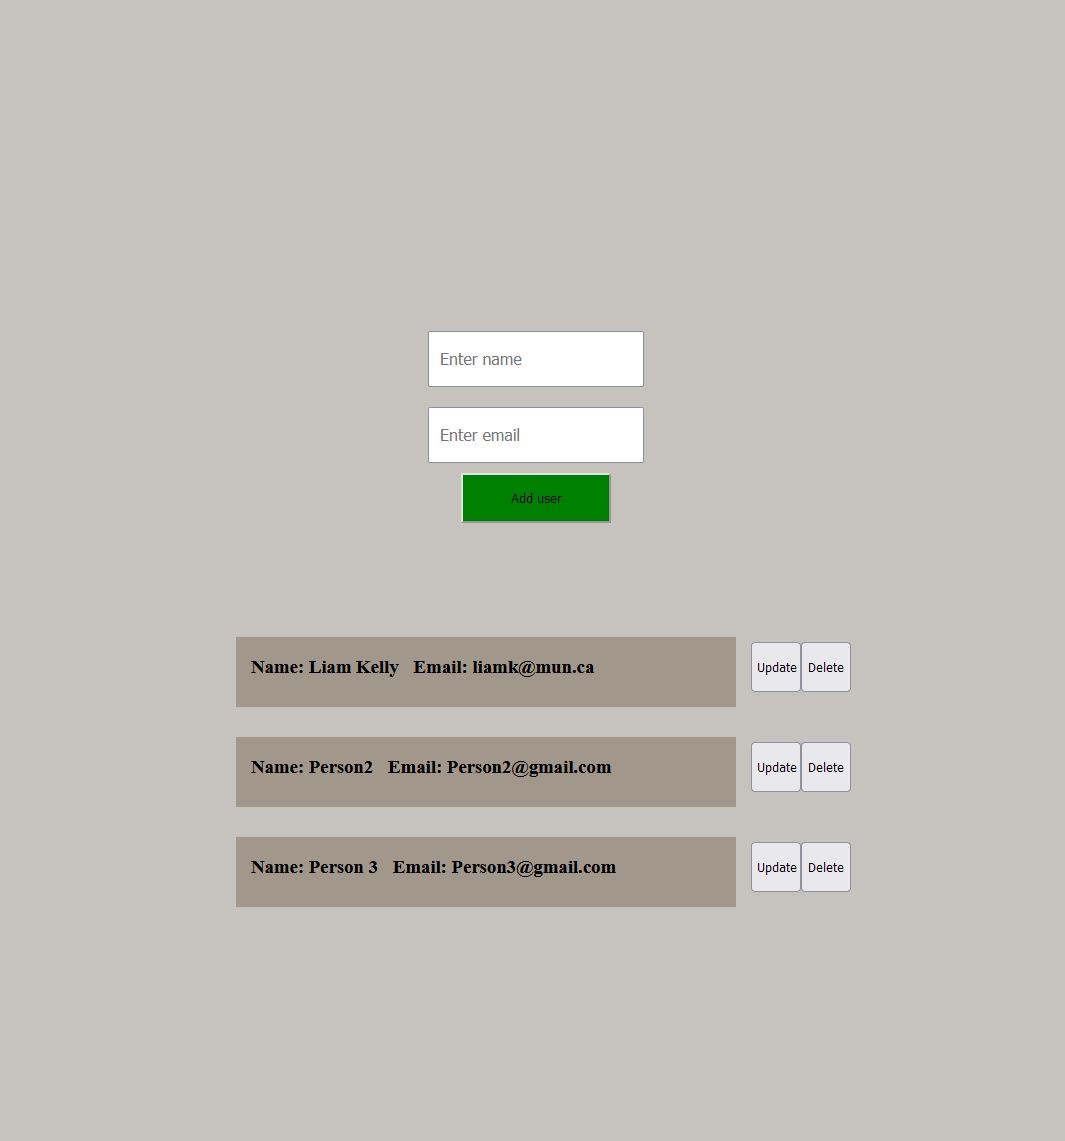 Enter name
Enter email
Add user
Name: Liam Kelly Email: liamk@mun.ca Update Delete
Name: Person2 Email: Person2@gmail.com Update Delete
Name: Person 3 Email: Person3@gmail.com Update Delete